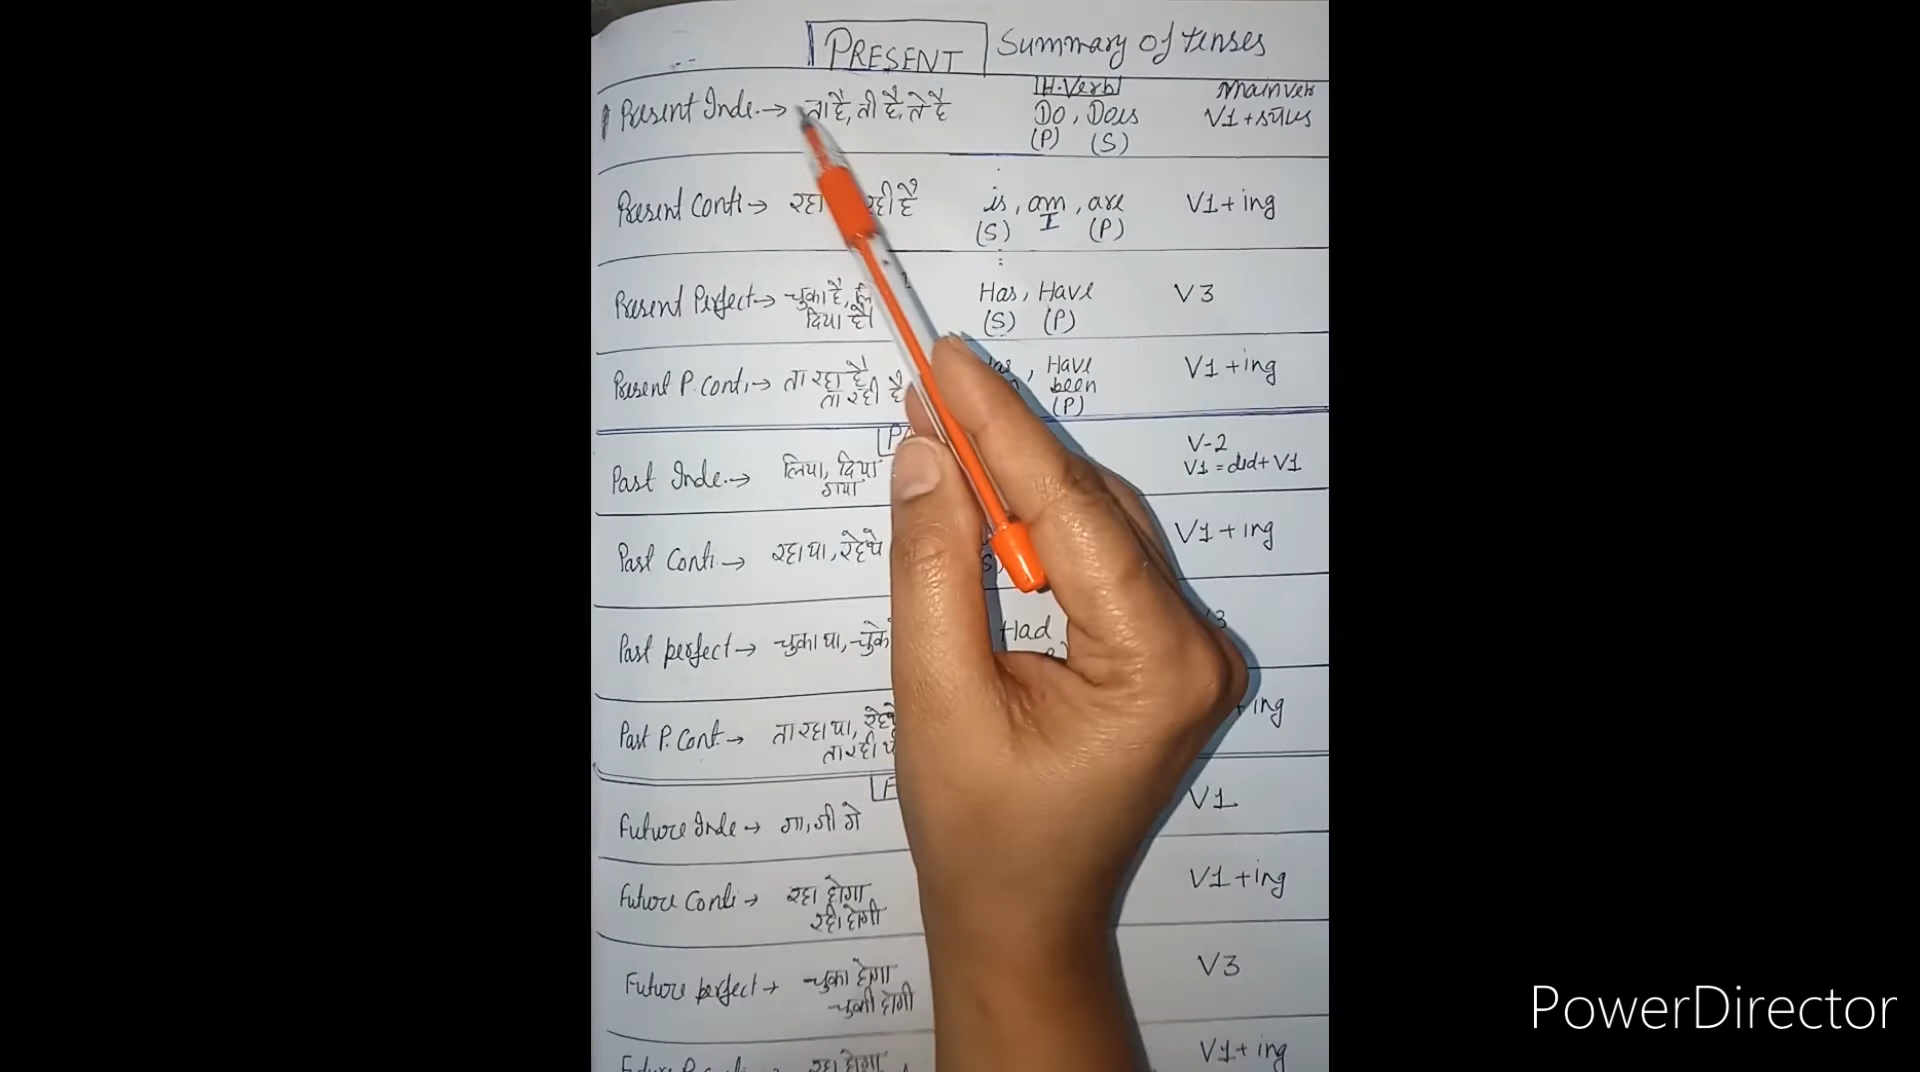 PRESENT Summary of tenses
H.Verb
Present Inde. → ता है, ती है, ते है Do, Does V1 +
(P) (S)
Present Conti → रहा रही है is, am, are V1 + ing
(S) I (P)
Present Perfect → चुका है, Has, Have V3
दिया है। (S) (P)
Present P. Conti → ता रहा है Have V1 + ing
ता रही है been
(P)
Past Inde. → लिया, दिया V-2
गया V1 = did + V1
Past Conti → रहा था, रहे थे V1 + ing
Past perfect → चुका था, चुके Had
Past P. Cont. → ता रहा था, रहे थे ing
ता रही
Future Inde → गा, गी गे V1
Future Conti → रहा होगा V1 + ing
रही होगी
Future perfect → चुका होगा V3
चुकी होगी
रहा होगा V1 + ing
PowerDirector